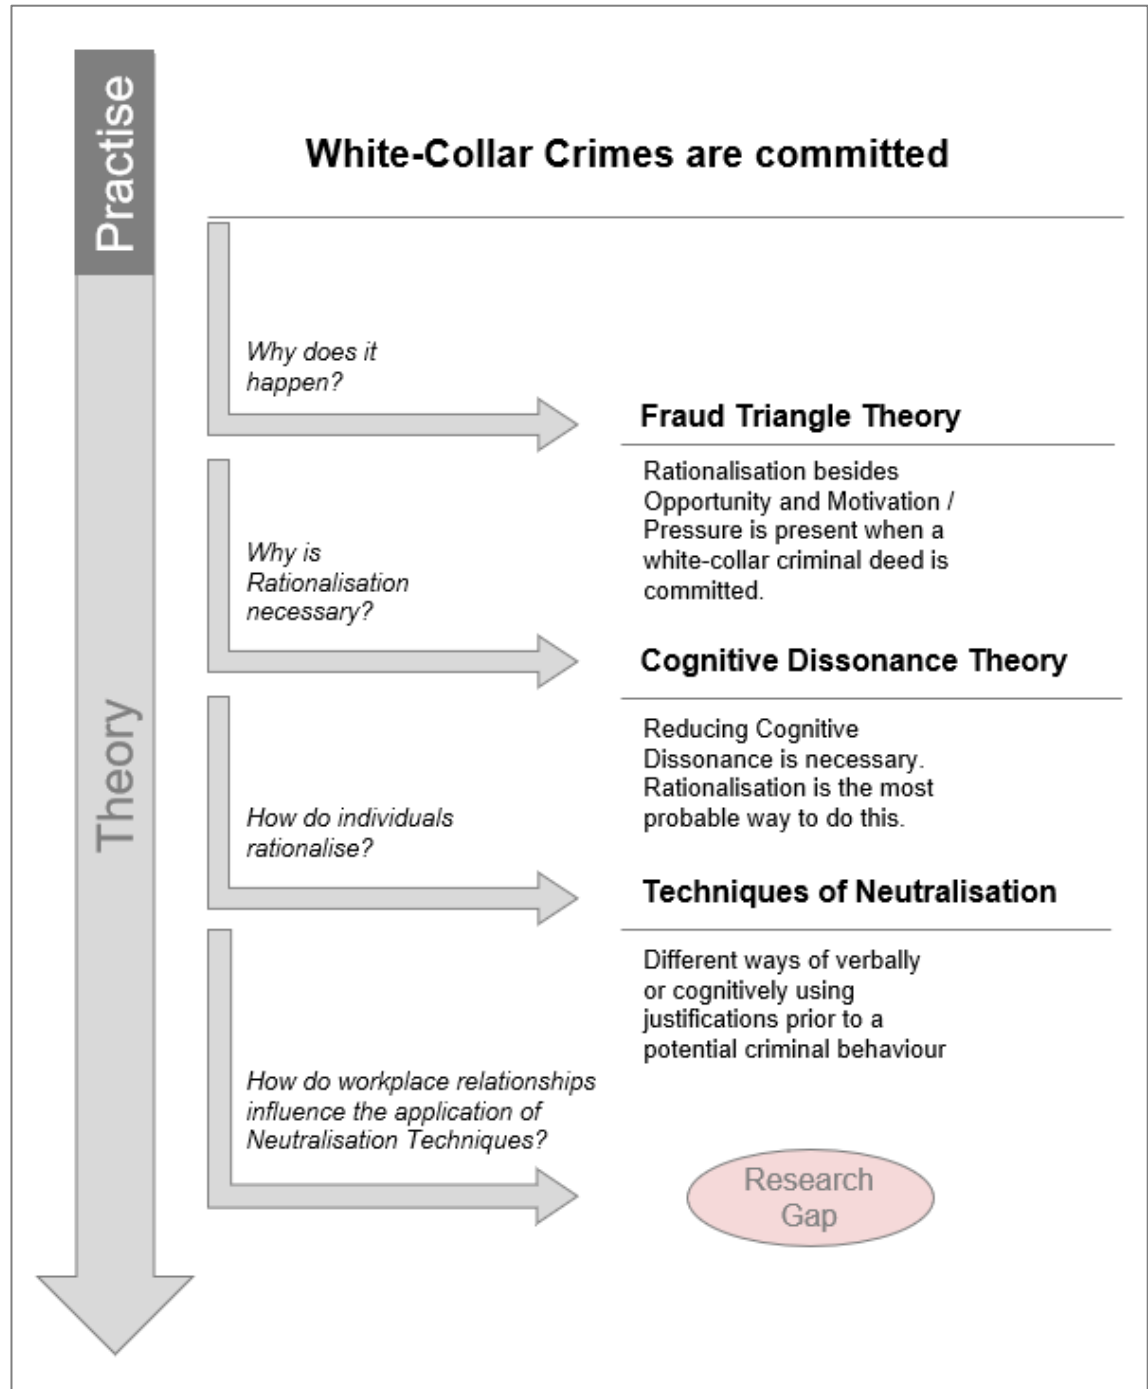 Practise
White-Collar Crimes are committed
Why does it
happen?
Fraud Triangle Theory
Rationalisation besides
Opportunity and Motivation /
Pressure is present when a
white-collar criminal deed is
committed.
Why is
Rationalisation
necessary?
Cognitive Dissonance Theory
Reducing Cognitive
Dissonance is necessary.
Rationalisation is the most
probable way to do this.
Theory
How do individuals
rationalise?
Techniques of Neutralisation
Different ways of verbally
or cognitively using
justifications prior to a
potential criminal behaviour
How do workplace relationships
influence the application of
Neutralisation Techniques?
Research
Gap